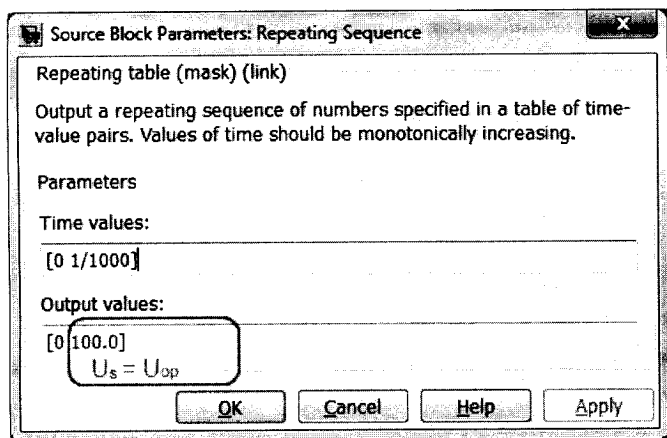 Source Block Parameters: Repeating Sequence
Repeating table (mask) (link)
Output a repeating sequence of numbers specified in a table of time-
value pairs. Values of time should be monotonically increasing.
Parameters
Time values:
[0 1/1000]
Output values:
[0 100.0]
Us = Uop
OK Cancel Help Apply